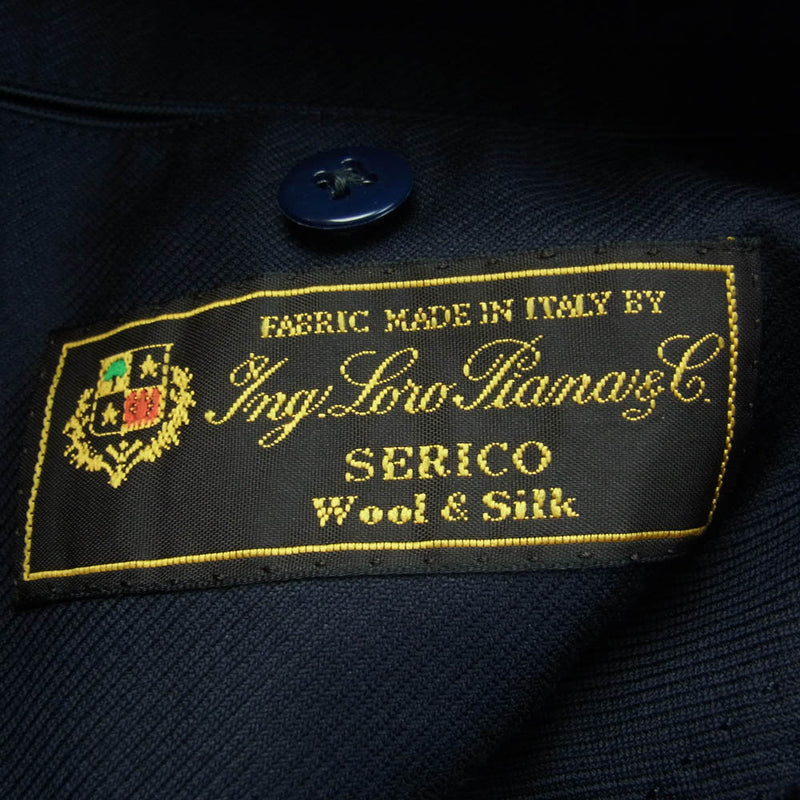 FABRIC MADE IN ITALY BY
Ing. Loro Piana & C.
SERICO
Wool & Silk